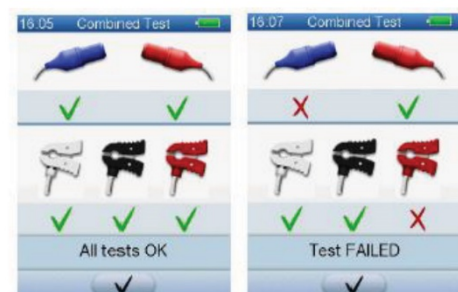 16.05 Combined Test
All tests OK
16.07 Combined Test
Test FAILED